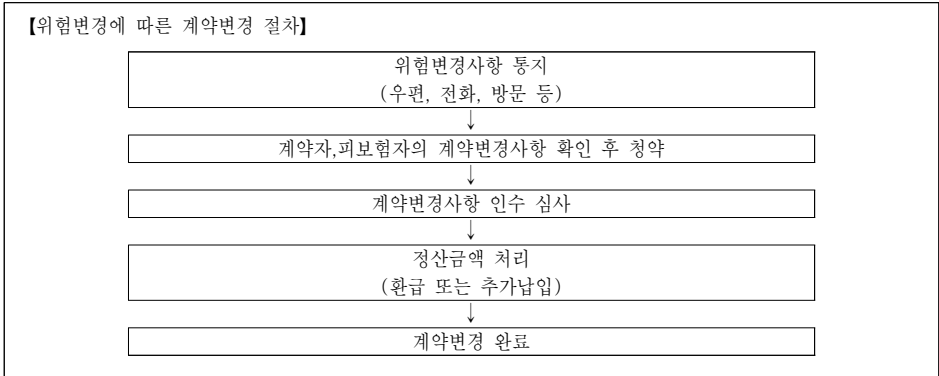 【위험변경에 따른 계약변경 절차】
위험변경사항 통지
(우편, 전화, 방문 등)
↓
계약자,피보험자의 계약변경사항 확인 후 청약
↓
계약변경사항 인수 심사
↓
정산금액 처리
(환급 또는 추가납입)
↓
계약변경 완료